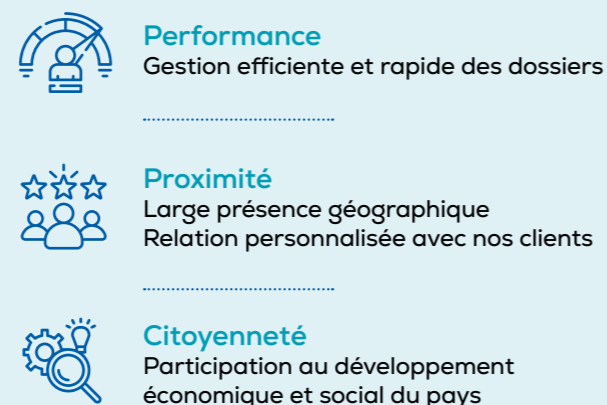 Performance
Gestion efficiente et rapide des dossiers
Proximité
Large présence géographique
Relation personnalisée avec nos clients
Citoyenneté
Participation au développement
économique et social du pays